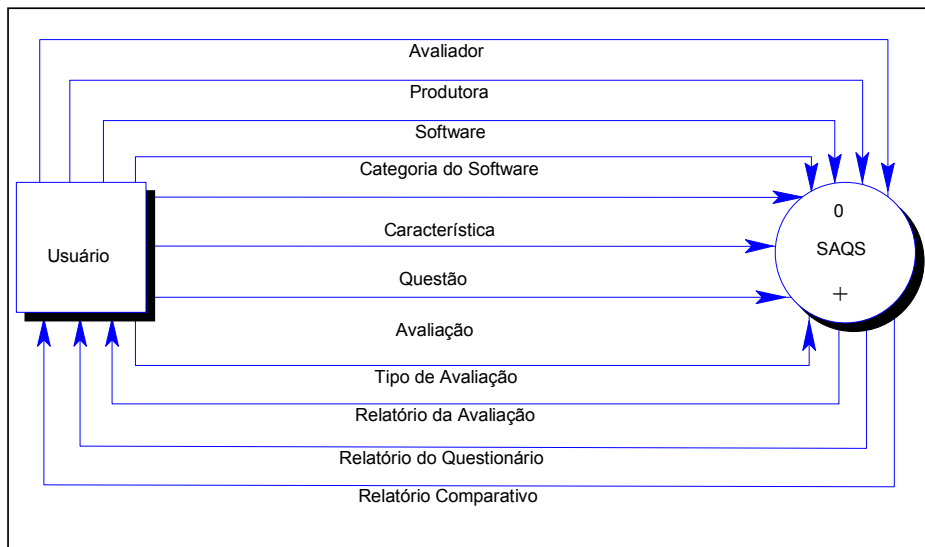 Avaliador
Produtora
Software
Categoria do Software
Característica
Questão
Avaliação
Tipo de Avaliação
Relatório da Avaliação
Relatório do Questionário
Relatório Comparativo
Usuário
0
SAQS
+